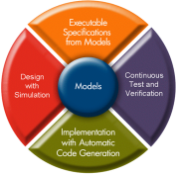 Executable
Specifications
from Models
Design
with
Simulation
Models
Continuous
Test and
Verification
Implementation
with Automatic
Code Generation